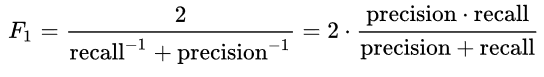 F₁ = 2 / (recall⁻¹ + precision⁻¹) = 2 · (precision · recall) / (precision + recall)